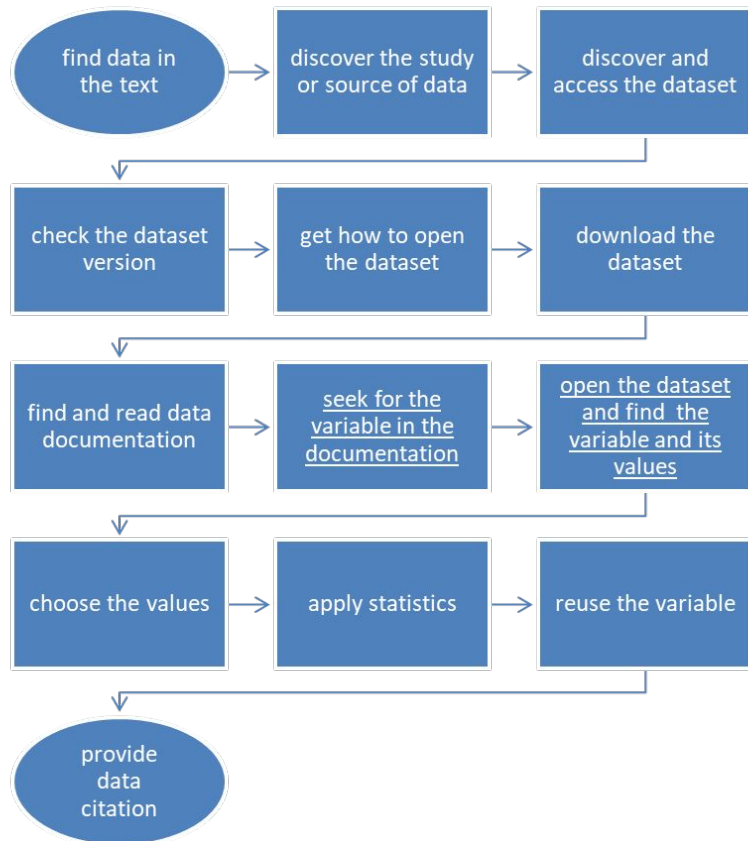 find data in
the text
discover the study
or source of data
discover and
access the dataset
check the dataset
version
get how to open
the dataset
download the
dataset
find and read data
documentation
seek for the
variable in the
documentation
open the dataset
and find  the
variable and its
values
choose the values
apply statistics
reuse the variable
provide
data
citation